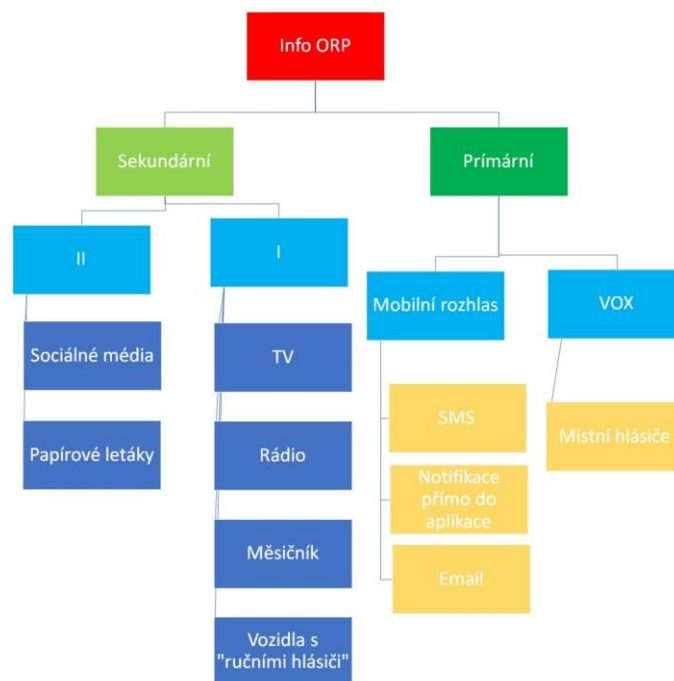 Info ORP
Sekundární
Prímární
II
I
Mobilní rozhlas
VOX
Sociálné média
TV
SMS
Místní hlásiče
Papírové letáky
Rádio
Notifikace
přímo do
aplikace
Měsičník
Email
Vozidla s
"ručními hlásiči"